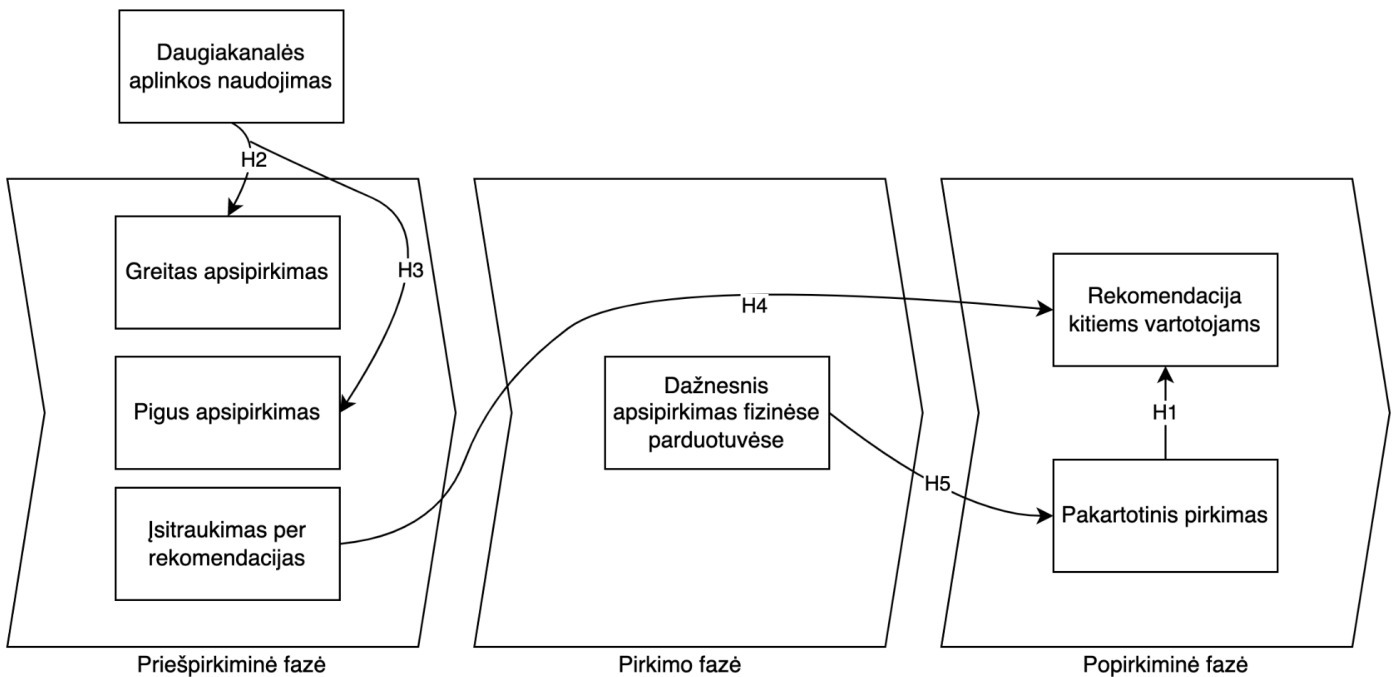 Daugiakanalės
aplinkos naudojimas
H2
Greitas apsipirkimas
H3
Pigus apsipirkimas
Įsitraukimas per
rekomendacijas
Priešpirkiminė fazė
H4
Dažnesnis
apsipirkimas fizinėse
parduotuvėse
H5
Pirkimo fazė
Rekomendacija
kitiems vartotojams
H1
Pakartotinis pirkimas
Popirkiminė fazė